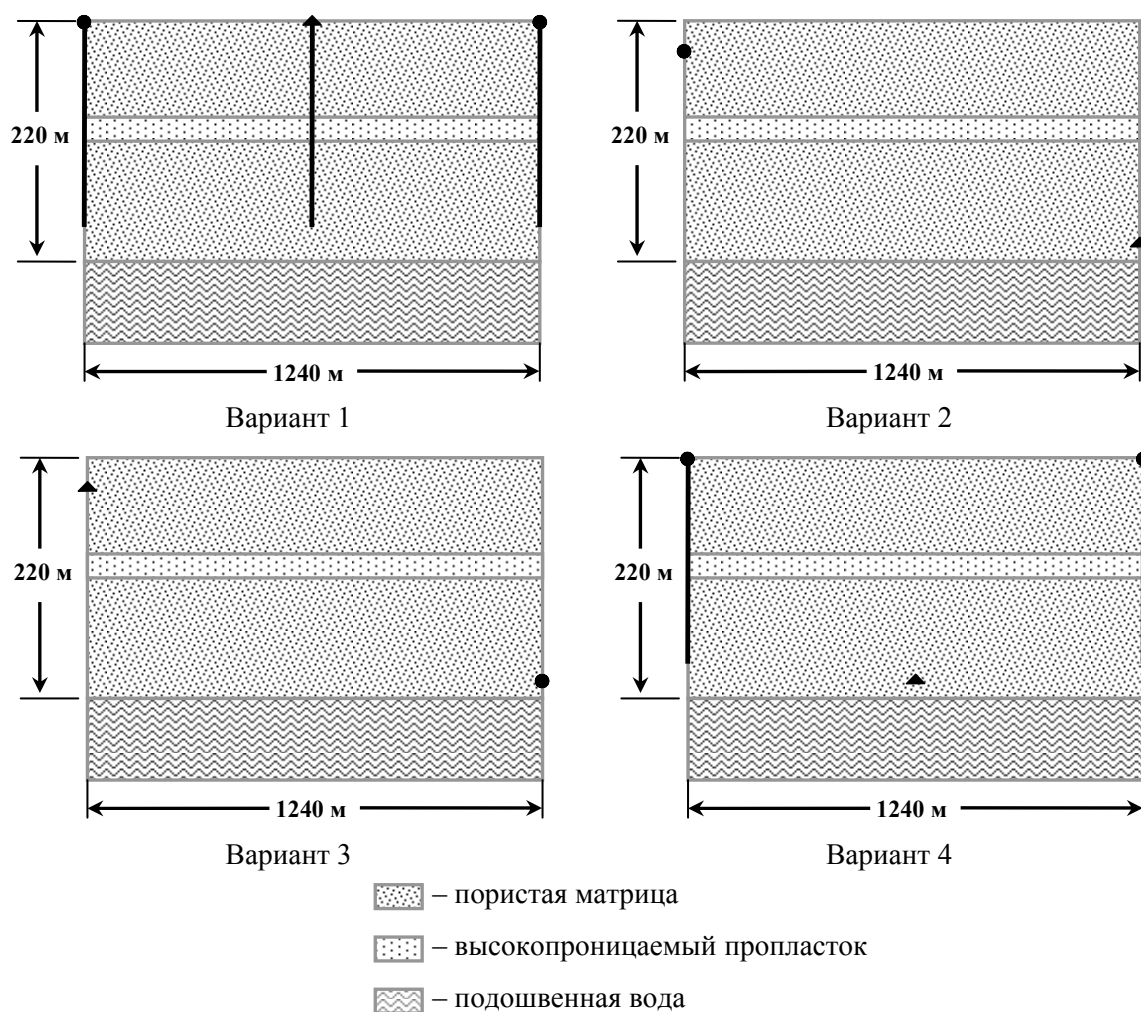 220 м
220 м
1240 м
1240 м
Вариант 1
Вариант 2
220 м
220 м
1240 м
1240 м
Вариант 3
Вариант 4
– пористая матрица
– высокопроницаемый пропласток
– подошвенная вода